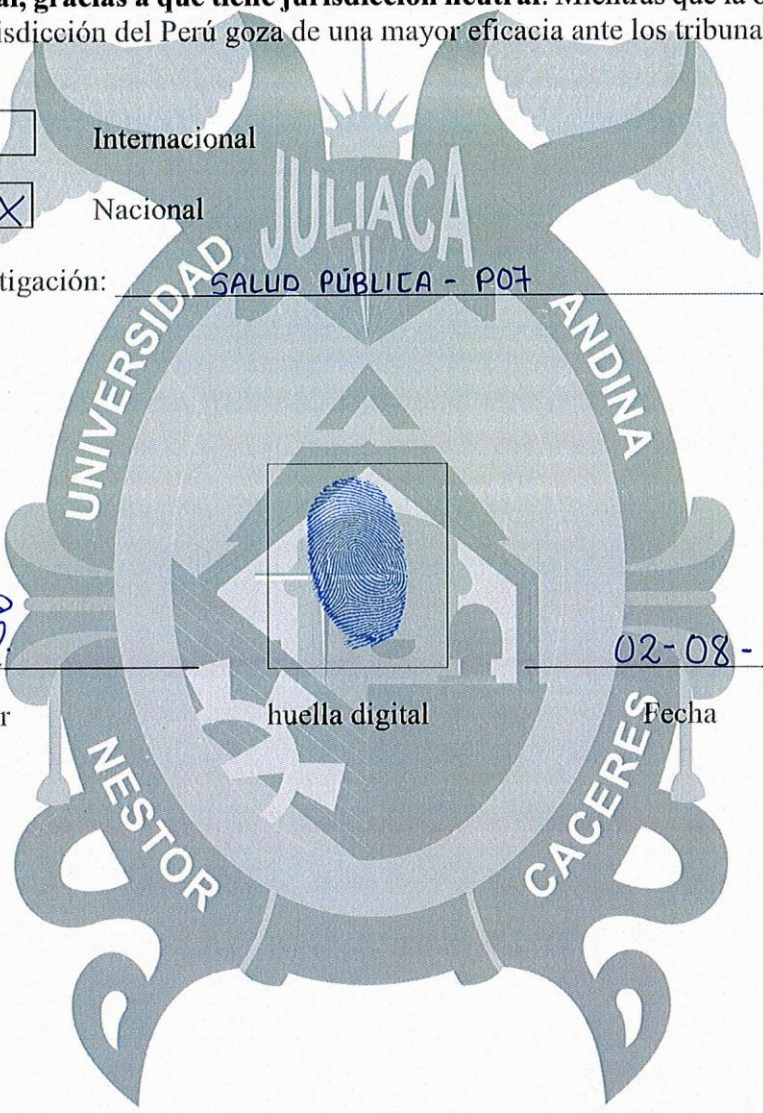 al, gracias a que tiene jurisdicción neutral. Mientras que la o
isdicción del Perú goza de una mayor eficacia ante los tribuna
Internacional
X Nacional
tigación: SALUD PÚBLICA - P07
JULIACA
UNIVERSIDAD
ANDINA
02-08-
r huella digital Fecha
NESTOR
CACERES